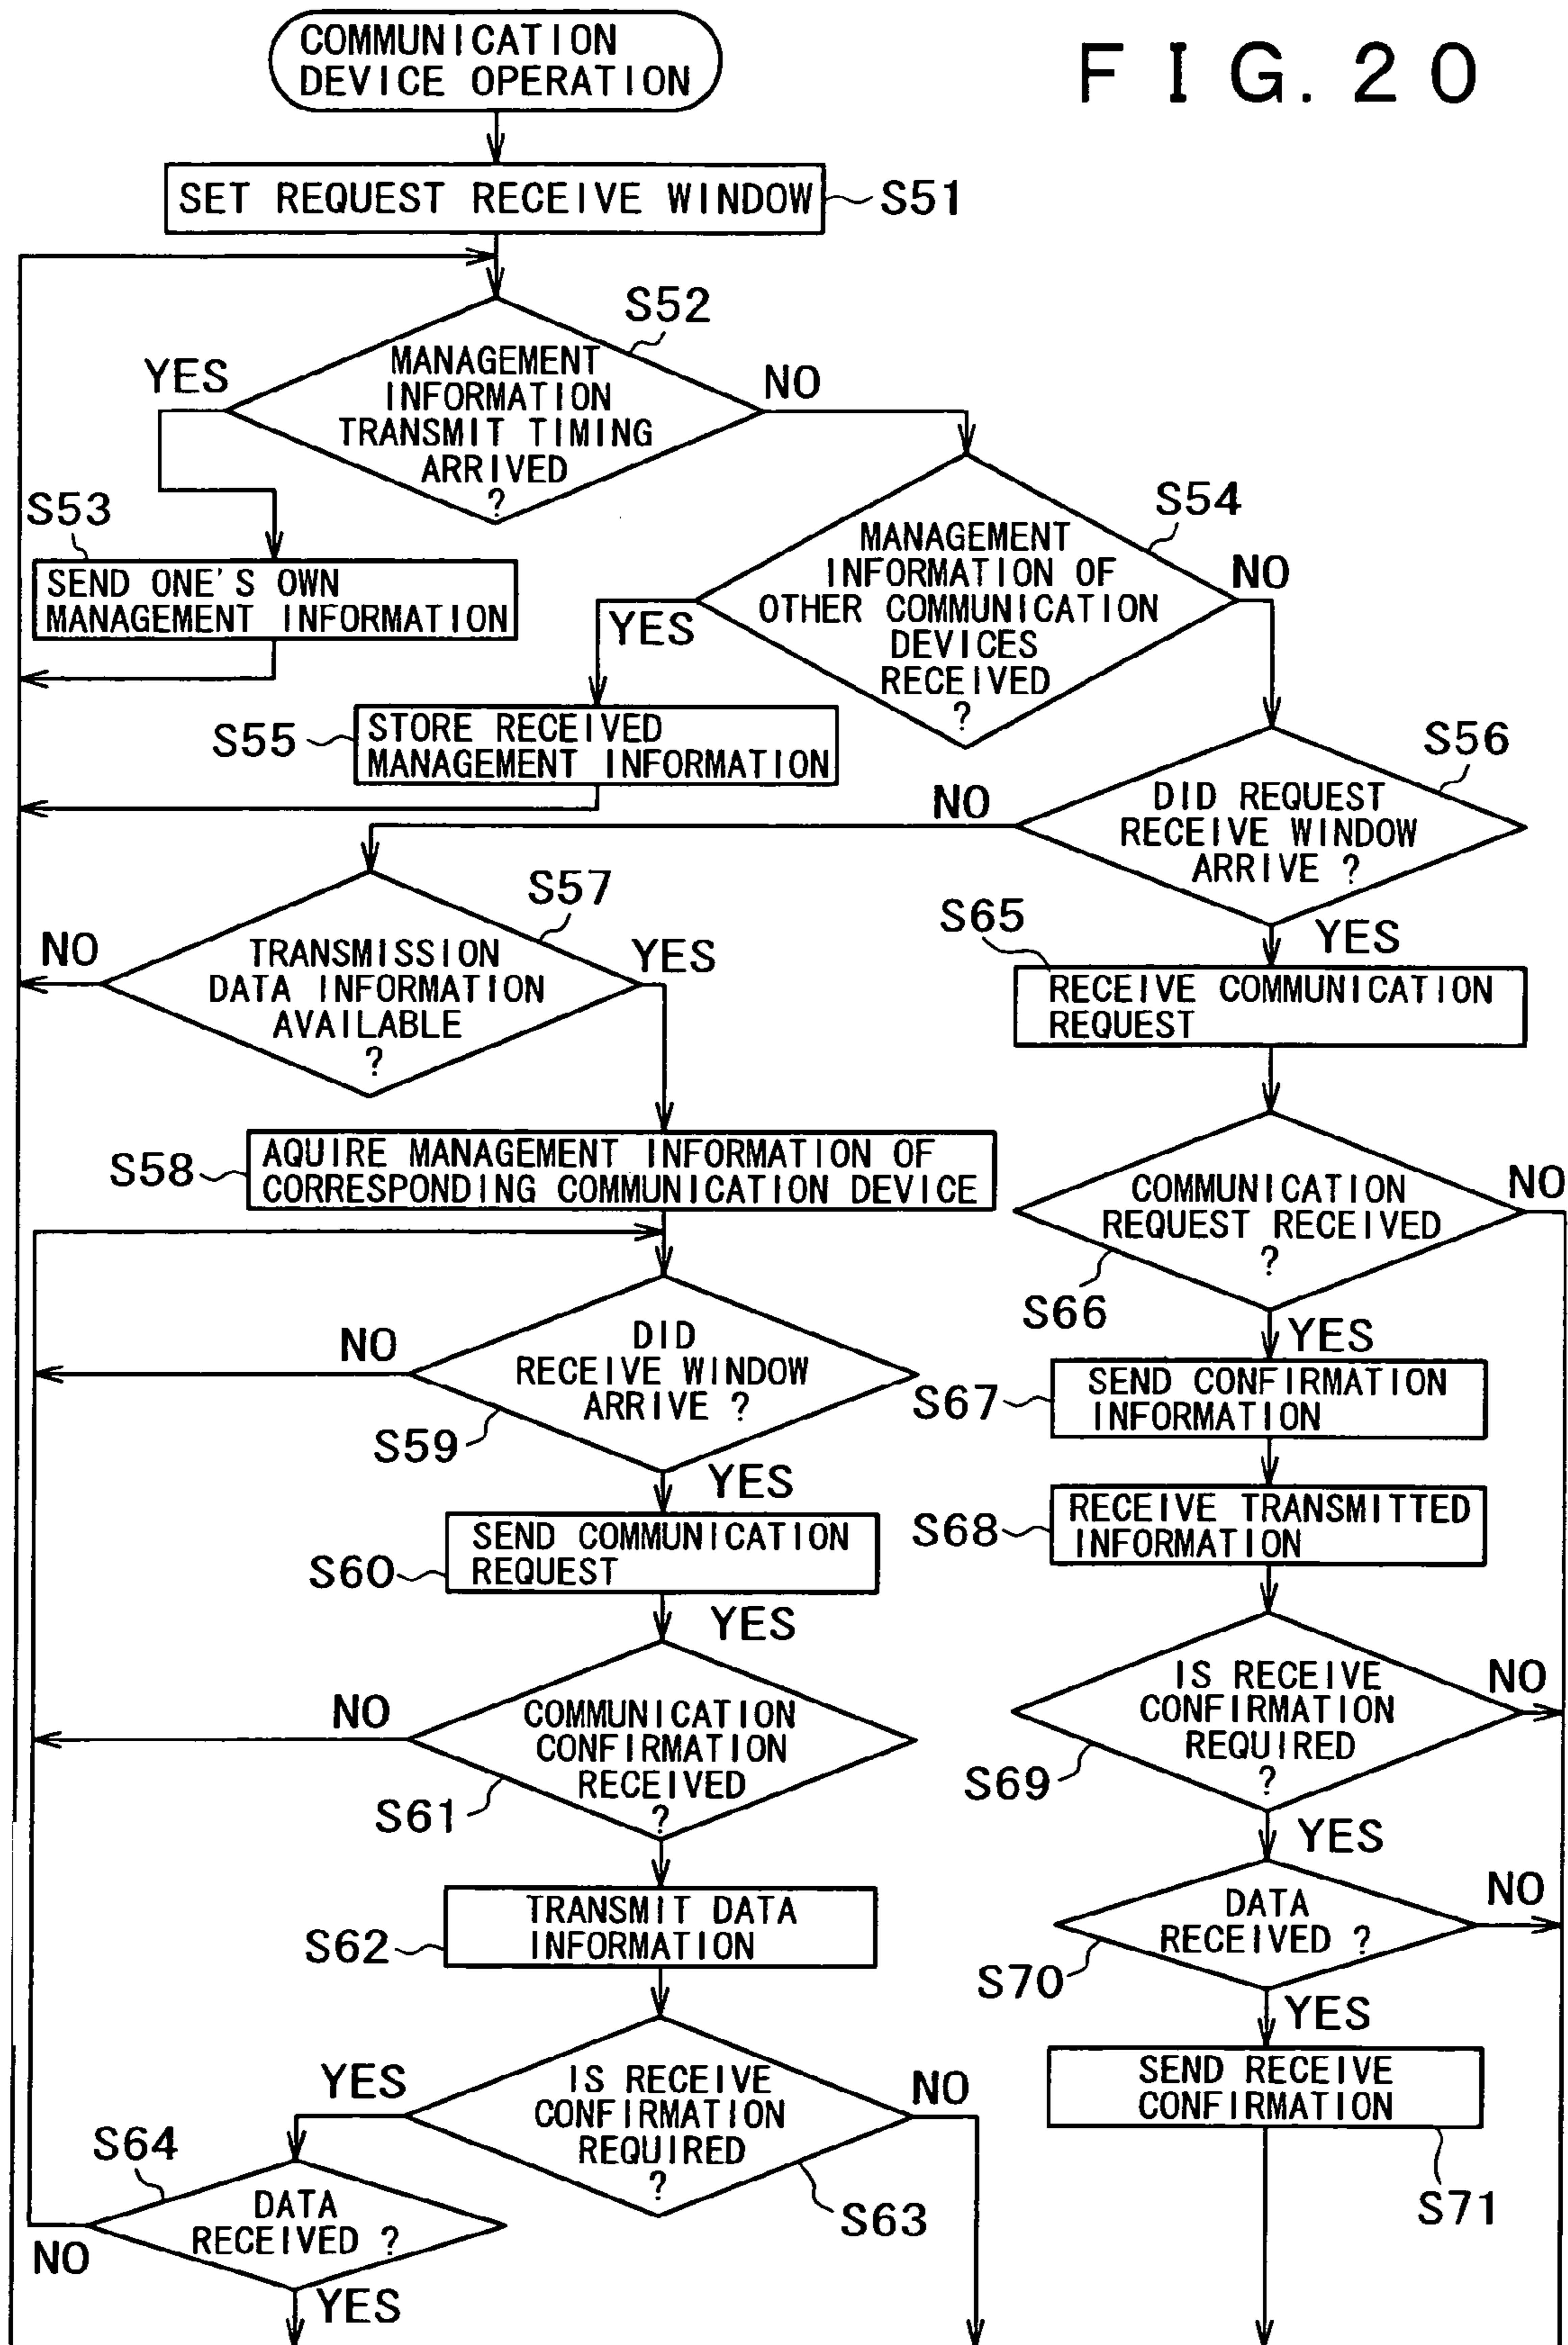 COMMUNICATION
DEVICE OPERATION
FIG. 20
SET REQUEST RECEIVE WINDOW
S51
S52
MANAGEMENT
INFORMATION
TRANSMIT TIMING
ARRIVED
?
YES
NO
S53
SEND ONE'S OWN
MANAGEMENT INFORMATION
S54
MANAGEMENT
INFORMATION OF
OTHER COMMUNICATION
DEVICES
RECEIVED
?
YES
NO
S55
STORE RECEIVED
MANAGEMENT INFORMATION
S56
DID REQUEST
RECEIVE WINDOW
ARRIVE ?
NO
YES
S57
TRANSMISSION
DATA INFORMATION
AVAILABLE
?
NO
YES
S65
RECEIVE COMMUNICATION
REQUEST
S58
AQUIRE MANAGEMENT INFORMATION OF
CORRESPONDING COMMUNICATION DEVICE
COMMUNICATION
REQUEST RECEIVED
?
NO
S66
YES
DID
RECEIVE WINDOW
ARRIVE ?
NO
S59
YES
S67
SEND CONFIRMATION
INFORMATION
S60
SEND COMMUNICATION
REQUEST
YES
S68
RECEIVE TRANSMITTED
INFORMATION
COMMUNICATION
CONFIRMATION
RECEIVED
?
NO
S61
IS RECEIVE
CONFIRMATION
REQUIRED
?
NO
S69
YES
S62
TRANSMIT DATA
INFORMATION
DATA
RECEIVED ?
NO
S70
YES
IS RECEIVE
CONFIRMATION
REQUIRED
?
YES
NO
S63
SEND RECEIVE
CONFIRMATION
S71
S64
DATA
RECEIVED ?
NO
YES